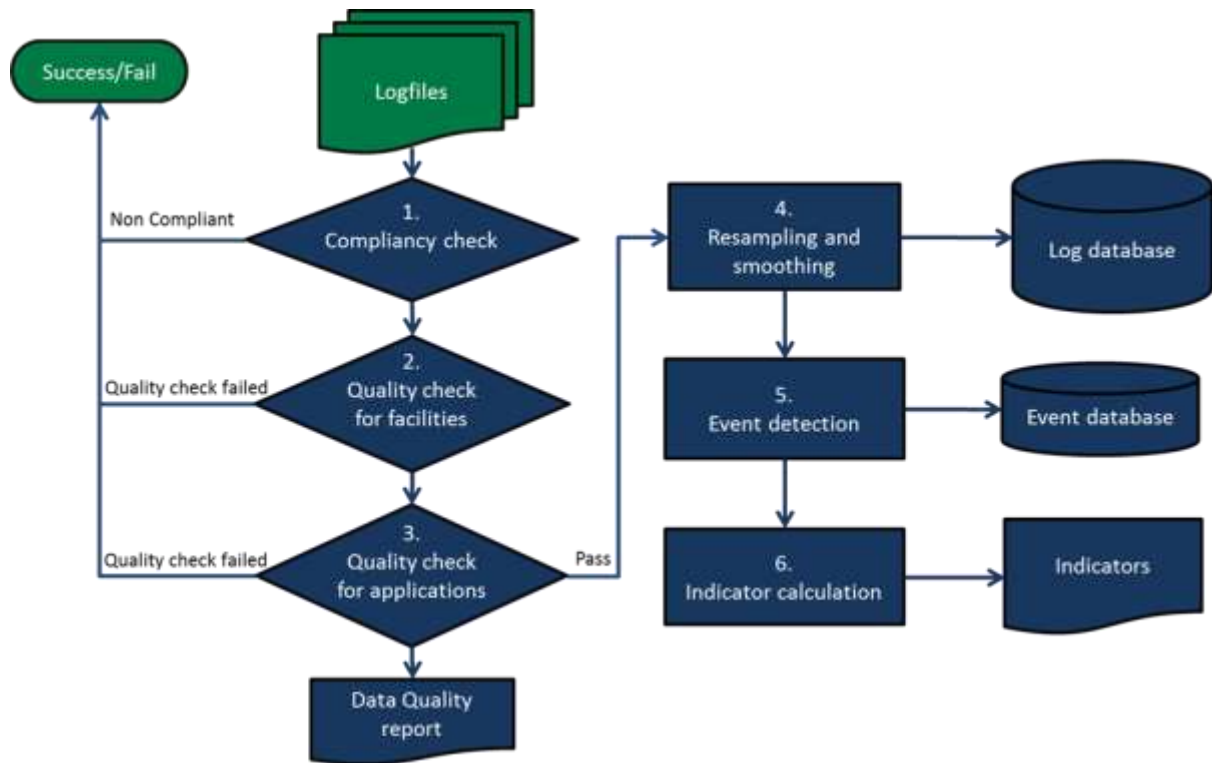 Success/Fail
Logfiles
Non Compliant
1.
Compliancy check
Quality check failed
2.
Quality check
for facilities
Quality check failed
3.
Quality check
for applications
Pass
Data Quality
report
4.
Resampling and
smoothing
Log database
5.
Event detection
Event database
6.
Indicator calculation
Indicators